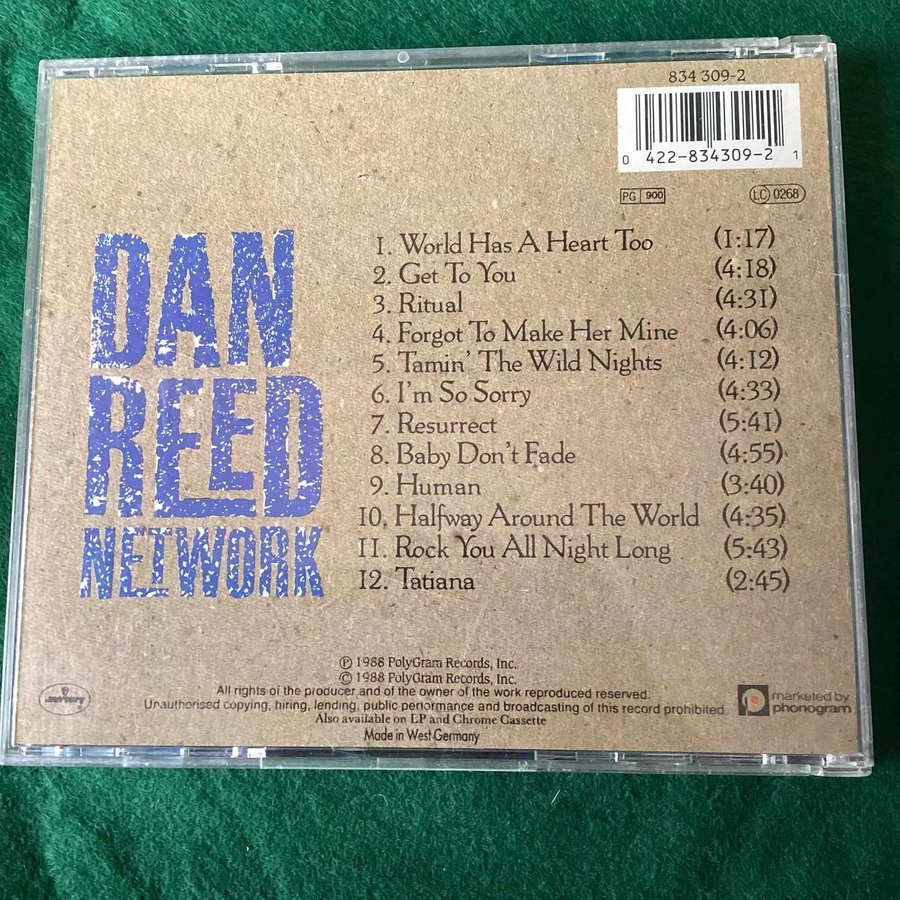 834 309-2
0 422-834309-2 1
PG 900
LC 0268
DAN
REED
NETWORK
1. World Has A Heart Too (1:17)
2. Get To You (4:18)
3. Ritual (4:31)
4. Forgot To Make Her Mine (4:06)
5. Tamin' The Wild Nights (4:12)
6. I'm So Sorry (4:33)
7. Resurrect (5:41)
8. Baby Don't Fade (4:55)
9. Human (3:40)
10. Halfway Around The World (4:35)
11. Rock You All Night Long (5:43)
12. Tatiana (2:45)
℗ 1988 PolyGram Records, Inc.
© 1988 PolyGram Records, Inc.
All rights of the producer and of the owner of the work reproduced reserved.
Unauthorised copying, hiring, lending, public performance and broadcasting of this record prohibited.
Also available on LP and Chrome Cassette
Made in West Germany
mercury
marketed by
phonogram